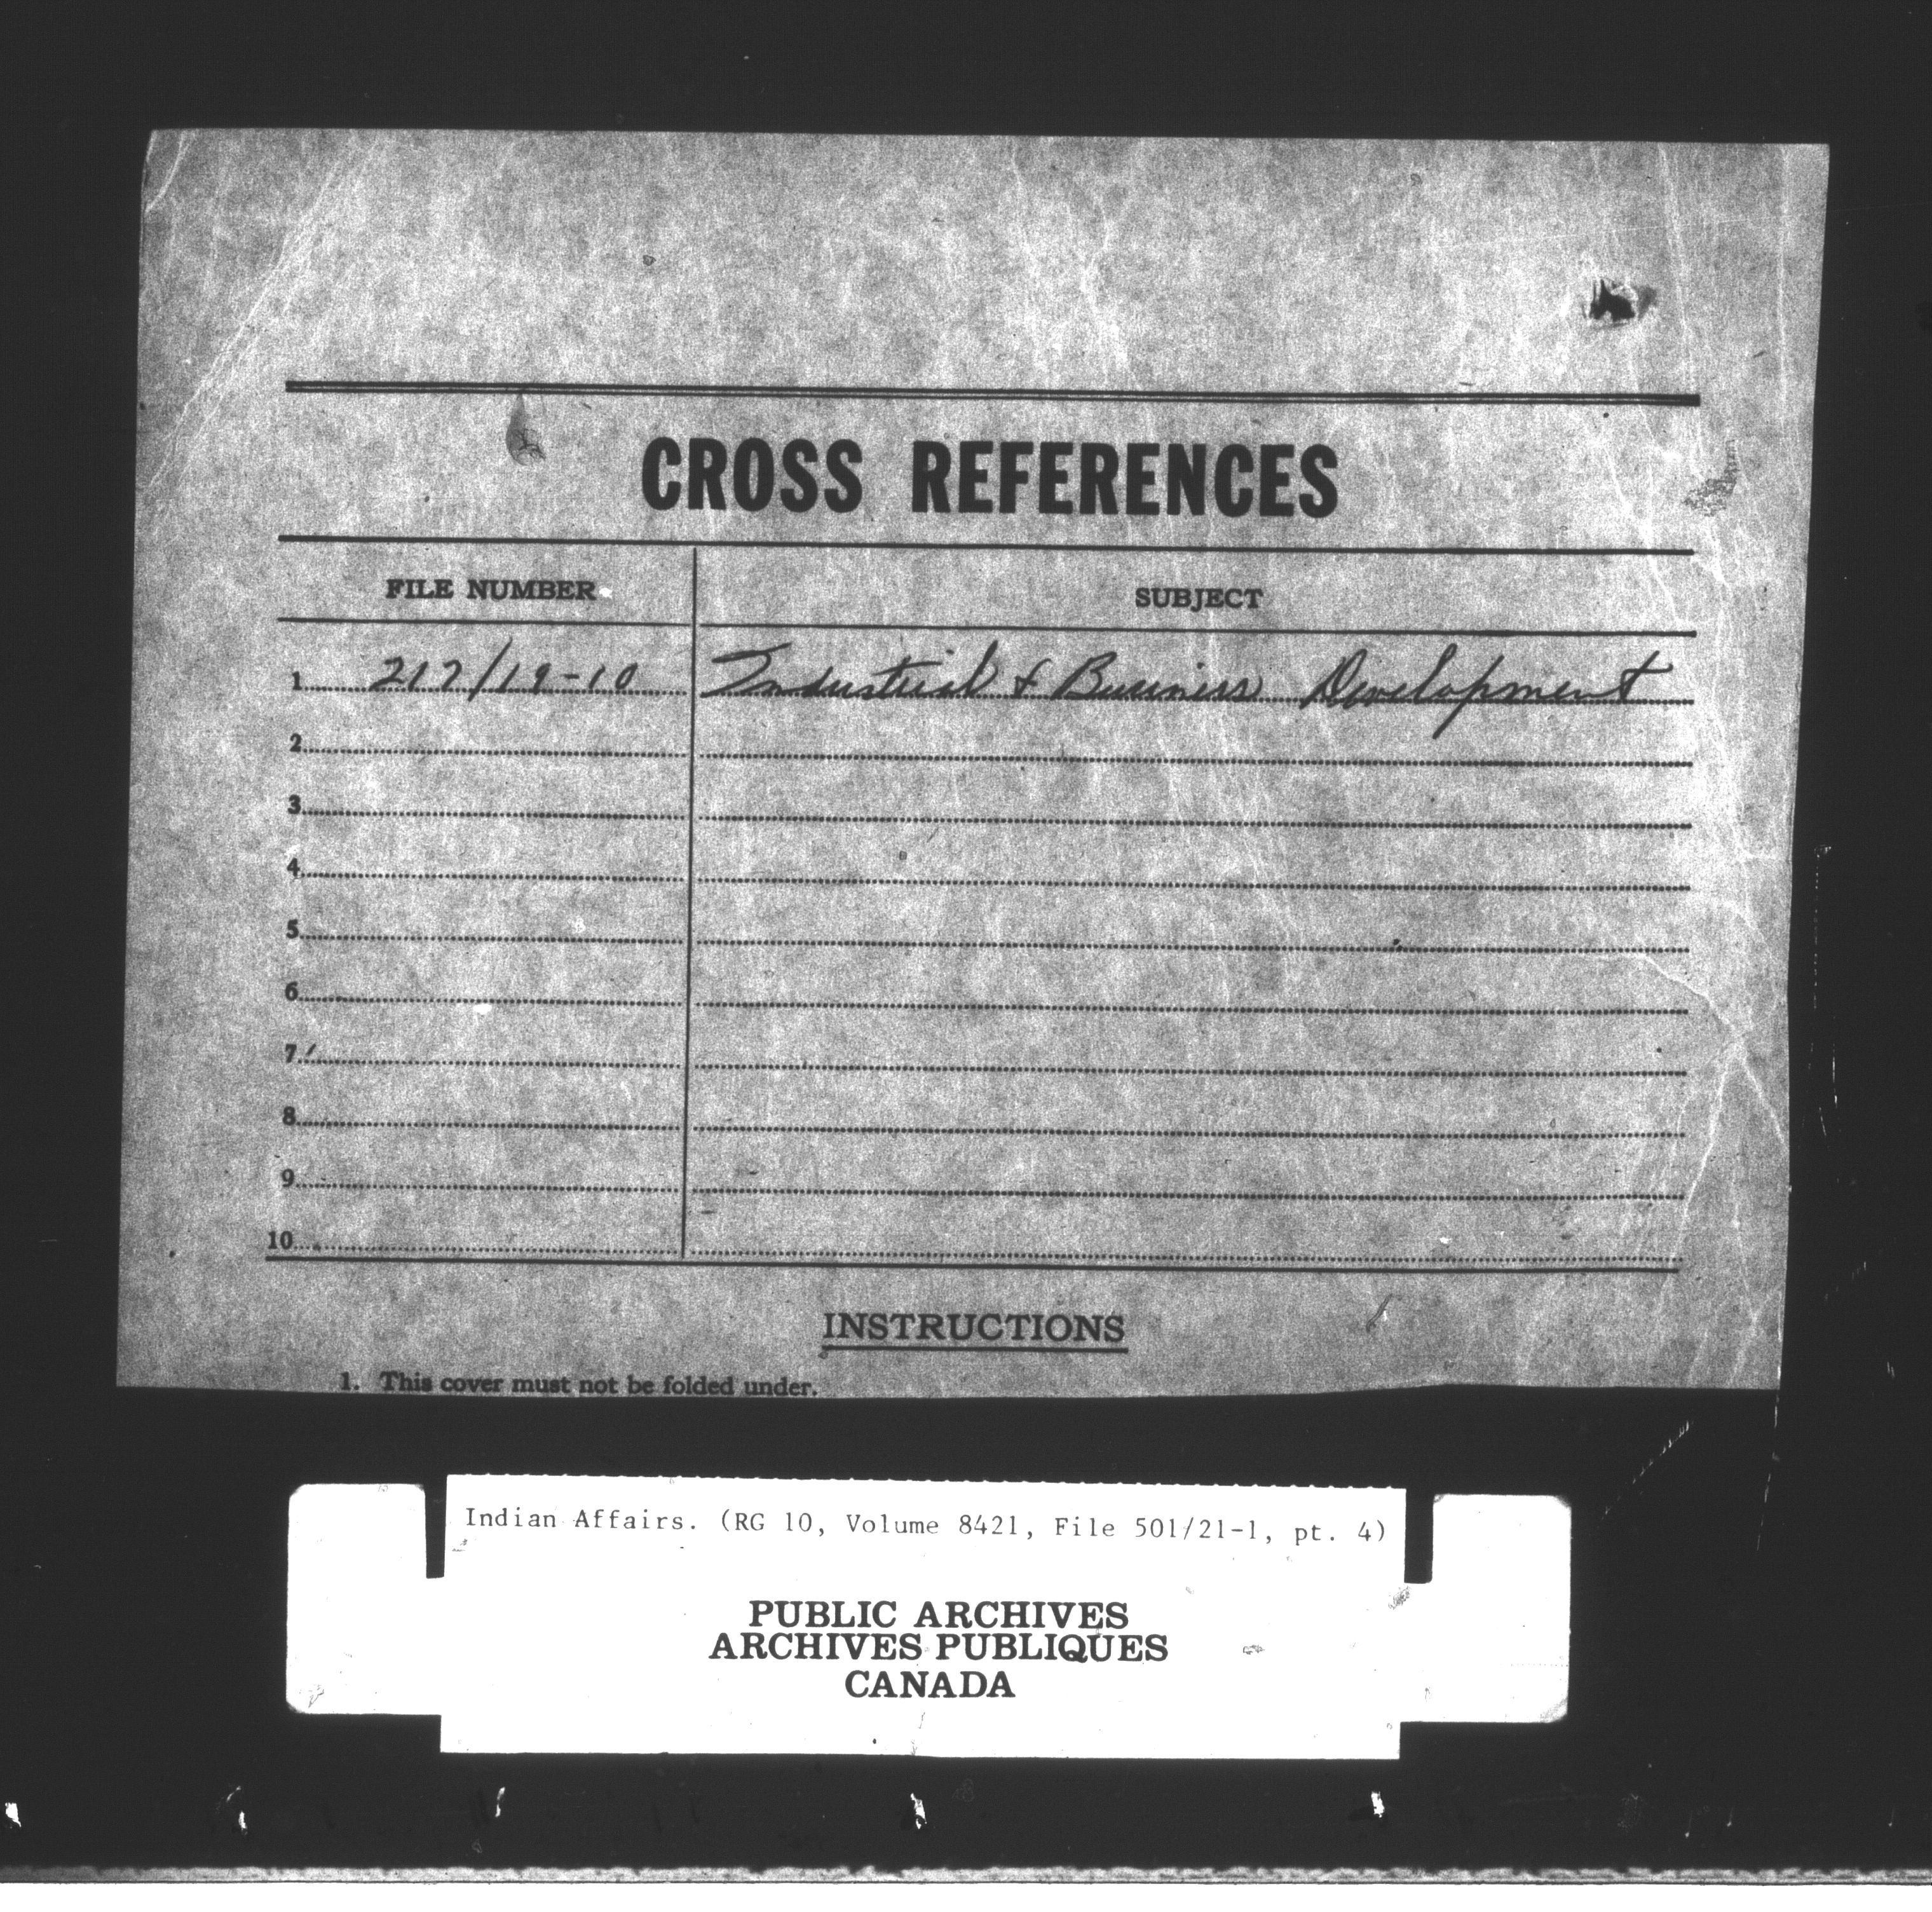 CROSS REFERENCES
FILE NUMBER SUBJECT
1. 217/19-10 Industrial & Business Development
2.
3.
4.
5.
6.
7.
8.
9.
10.
INSTRUCTIONS
1. This cover must not be folded under.
Indian Affairs. (RG 10, Volume 8421, File 501/21-1, pt. 4)
PUBLIC ARCHIVES
ARCHIVES PUBLIQUES
CANADA